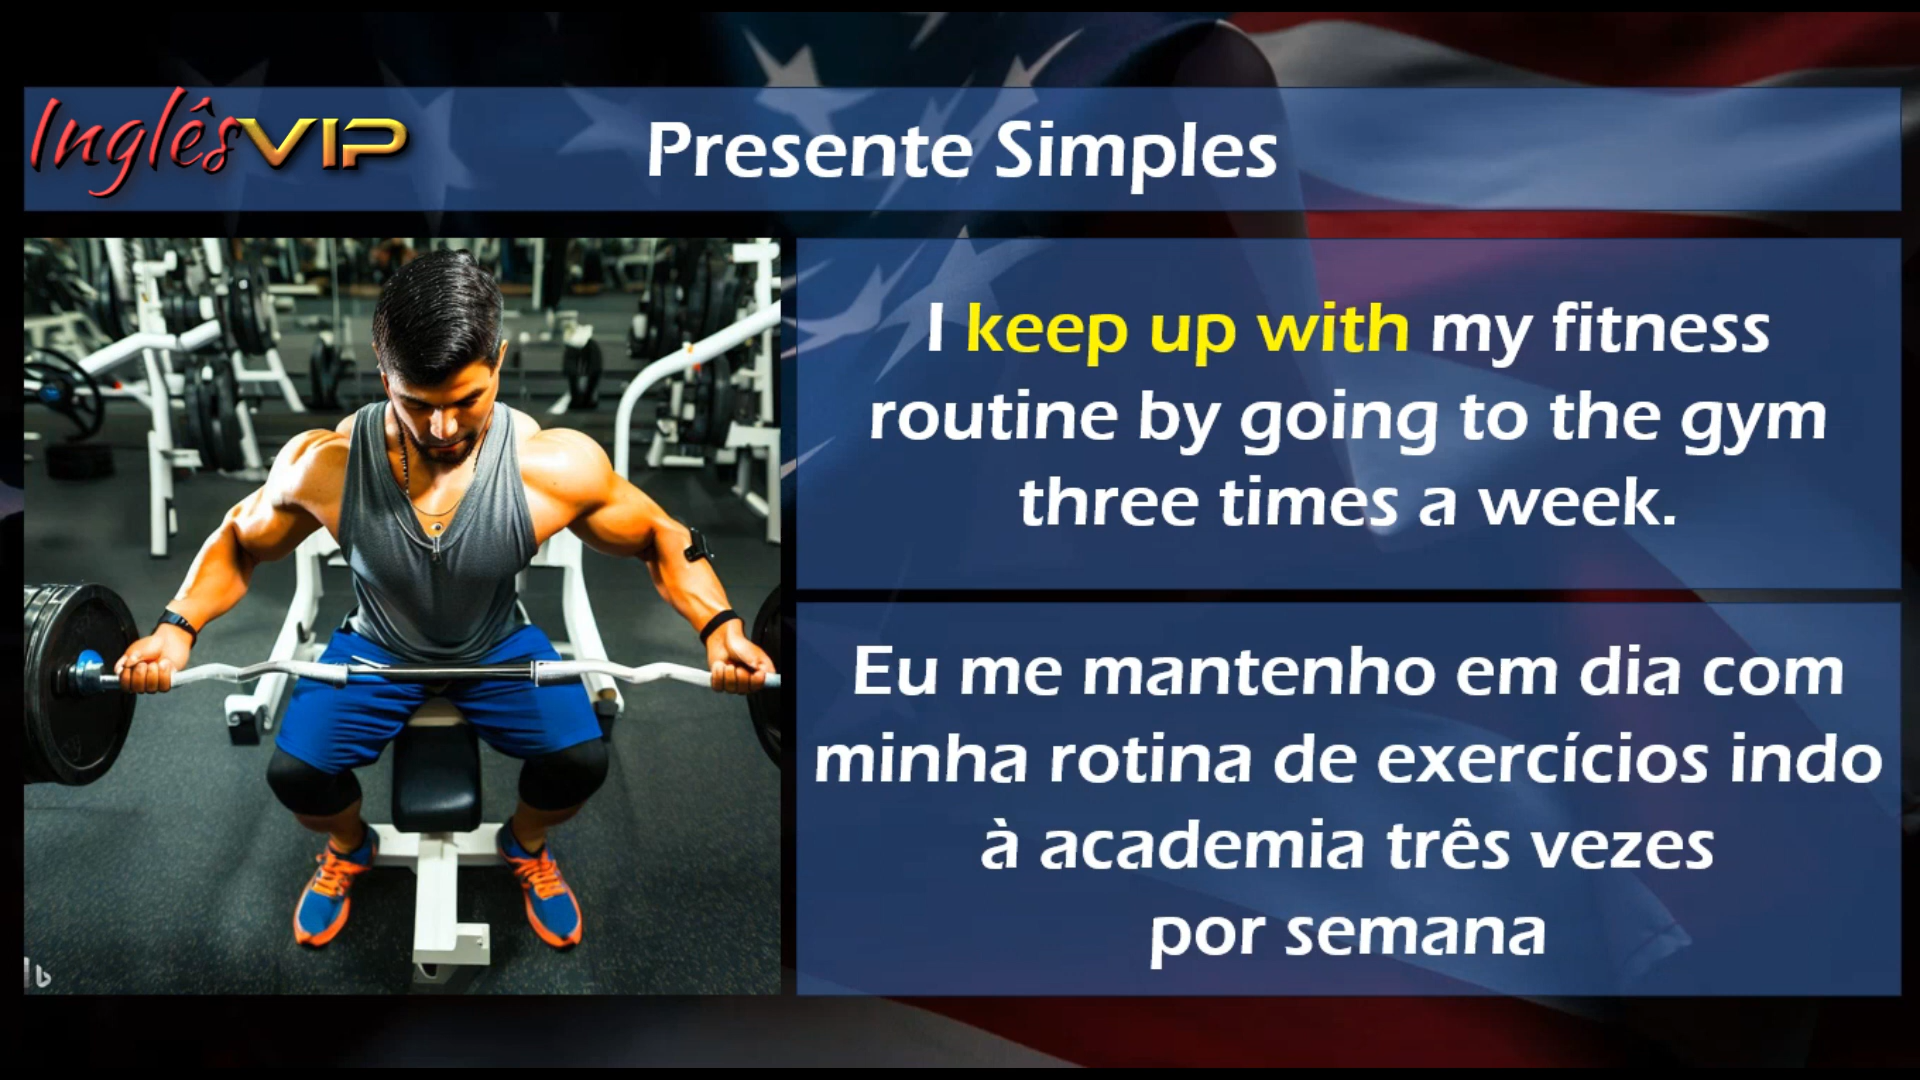 InglêsVIP
Presente Simples
I keep up with my fitness
routine by going to the gym
three times a week.
Eu me mantenho em dia com
minha rotina de exercícios indo
à academia três vezes
por semana
b